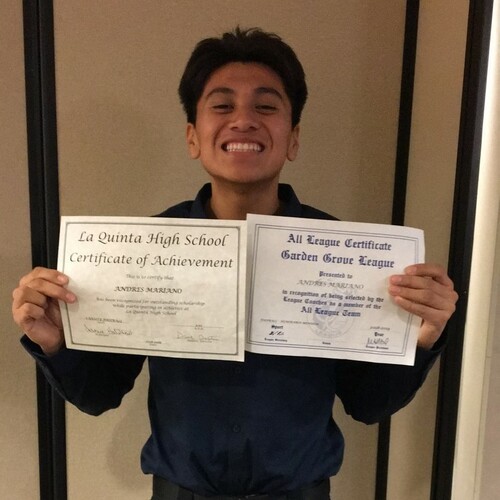 La Quinta High School
Certificate of Achievement
This is to certify that
ANDRES MARIANO
has been recognized for outstanding scholarship
while participating in athletics at
La Quinta High School
All League Certificate
Garden Grove League
Presented to
ANDRES MARIANO
in recognition of being selected by the
League Coaches as a member of the
All League Team
Sport
Year